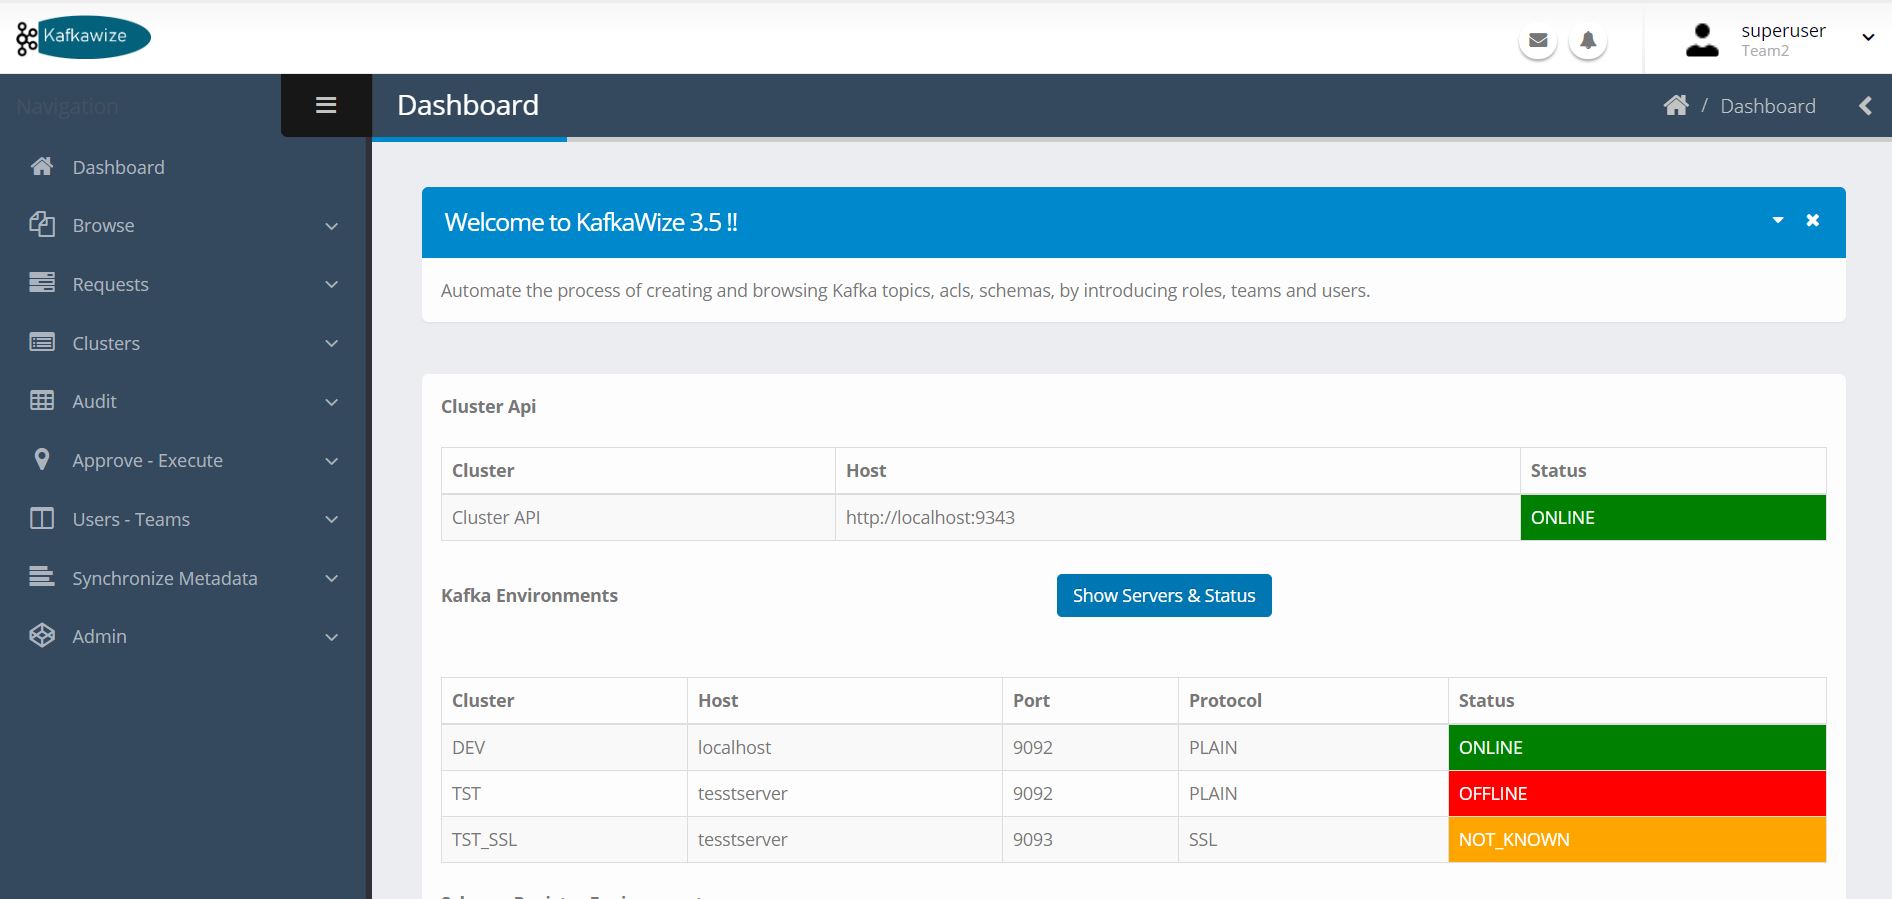 Kafkawize
superuser
Team2
Navigation
Dashboard
/ Dashboard
Dashboard
Browse
Requests
Clusters
Audit
Approve - Execute
Users - Teams
Synchronize Metadata
Admin
Welcome to KafkaWize 3.5 !!
Automate the process of creating and browsing Kafka topics, acls, schemas, by introducing roles, teams and users.
Cluster Api
Cluster Host Status
Cluster API http://localhost:9343 ONLINE
Kafka Environments Show Servers & Status
Cluster Host Port Protocol Status
DEV localhost 9092 PLAIN ONLINE
TST tesstserver 9092 PLAIN OFFLINE
TST_SSL tesstserver 9093 SSL NOT_KNOWN